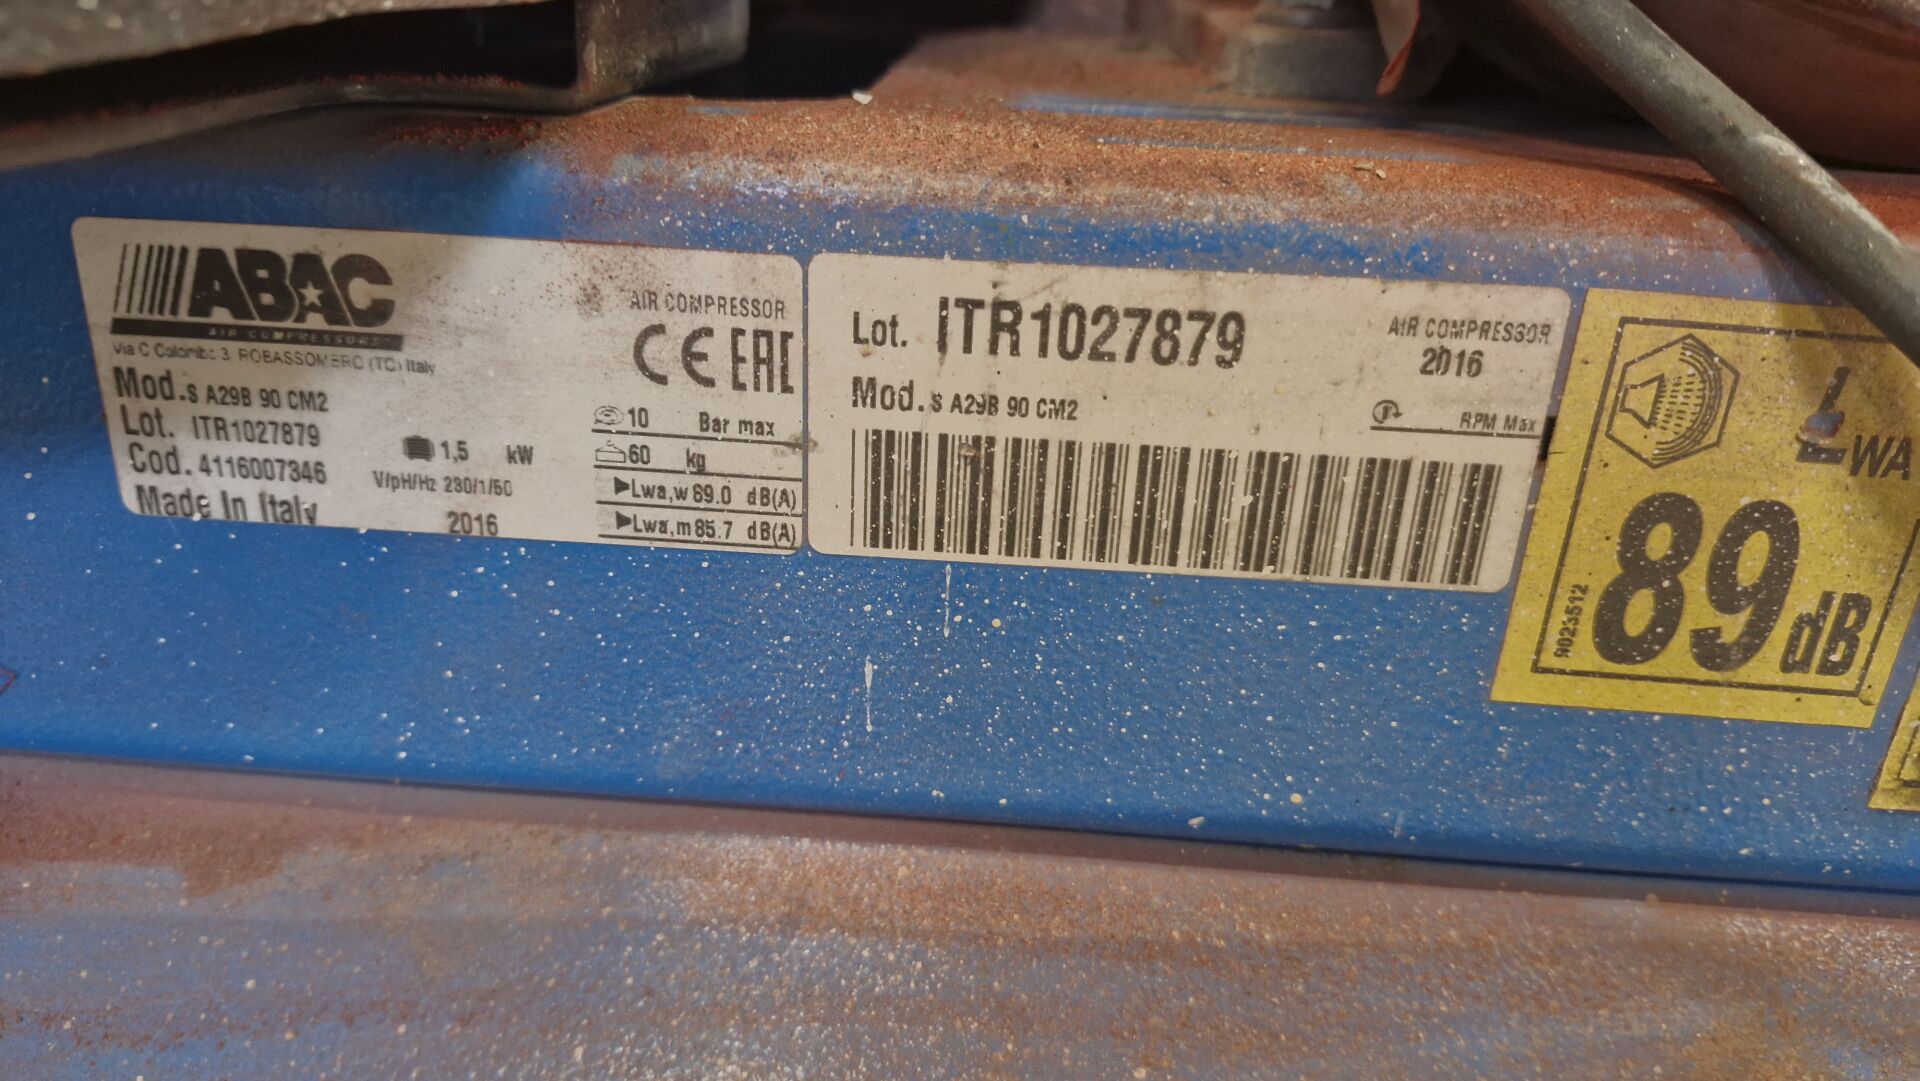 ABAC
AIR COMPRESSORS
Via C Colombo 3, ROBASSOMERO (TO) Italy
AIR COMPRESSOR
CE EAC
Mod.s A29B 90 CM2
Lot. ITR1027879
Cod. 4116007346
Made In Italy
1,5 kW
V/pH/Hz 230/1/50
2016
10 Bar max
60 kg
Lwa,w 89.0 dB(A)
Lwa,m 85.7 dB(A)
Lot. ITR1027879
AIR COMPRESSOR
2016
Mod.s A29B 90 CM2
RPM Max
LWA
89 dB